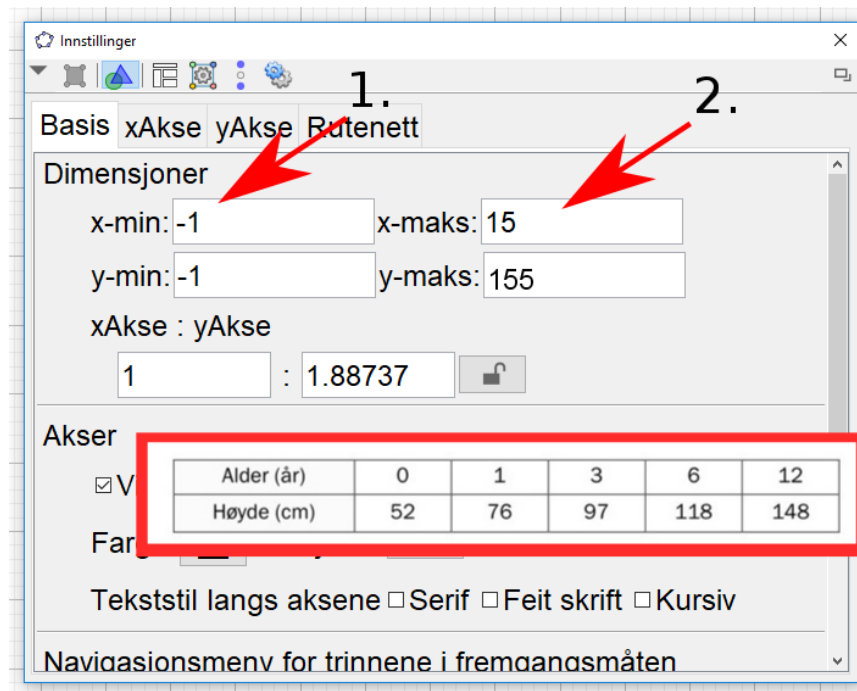 Innstillinger
1. 2.
Basis xAkse yAkse Rutenett
Dimensjoner
x-min: -1 x-maks: 15
y-min: -1 y-maks: 155
xAkse : yAkse
1 : 1.88737
Akser
V
Alder (år) 0 1 3 6 12
Høyde (cm) 52 76 97 118 148
Farg
Tekststil langs aksene Serif Feit skrift Kursiv
Navigasjonsmeny for trinnene i fremgangsmåten